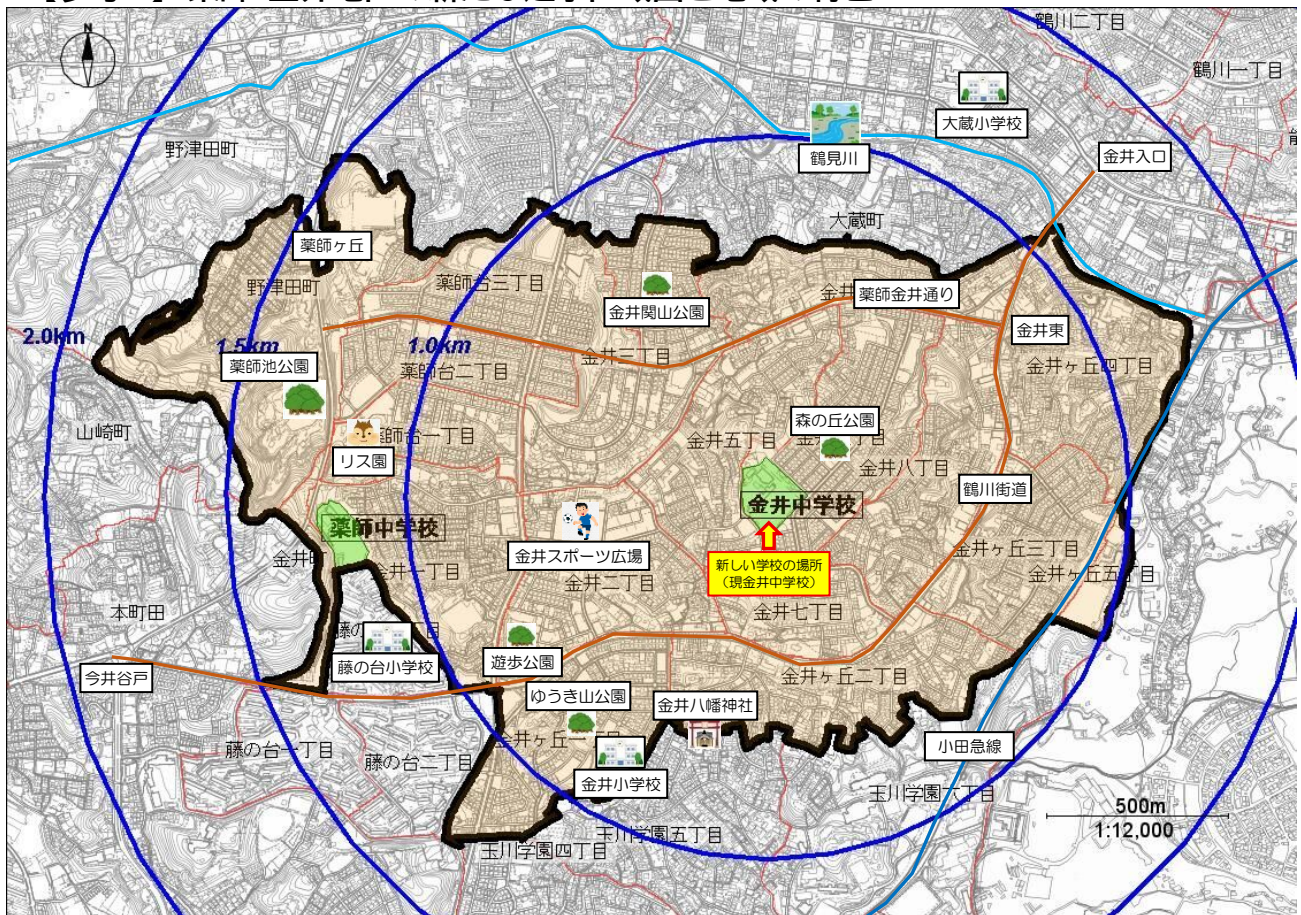 N
鶴川二丁目
鶴川一丁目
大蔵小学校
野津田町
鶴見川
金井入口
大蔵町
薬師ヶ丘
野津田町
薬師台三丁目
金井関山公園
薬師金井通り
金井東
2.0km
1.5km
1.0km
金井三丁目
薬師池公園
薬師台二丁目
金井ヶ丘四丁目
山崎町
森の丘公園
リス園
金井五丁目
金井八丁目
鶴川街道
金井中学校
薬師中学校
金井スポーツ広場
新しい学校の場所
（現金井中学校）
金井ヶ丘三丁目
金井ヶ丘五丁目
金井一丁目
金井二丁目
金井七丁目
本町田
藤の台小学校
遊歩公園
今井谷戸
金井ヶ丘二丁目
ゆうき山公園
金井八幡神社
小田急線
藤の台一丁目
藤の台二丁目
金井小学校
玉川学園六丁目
500m
1:12,000
玉川学園五丁目
玉川学園四丁目